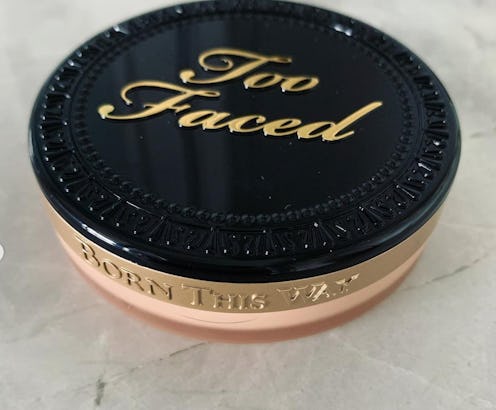 Too
Faced
BORN THIS WAY